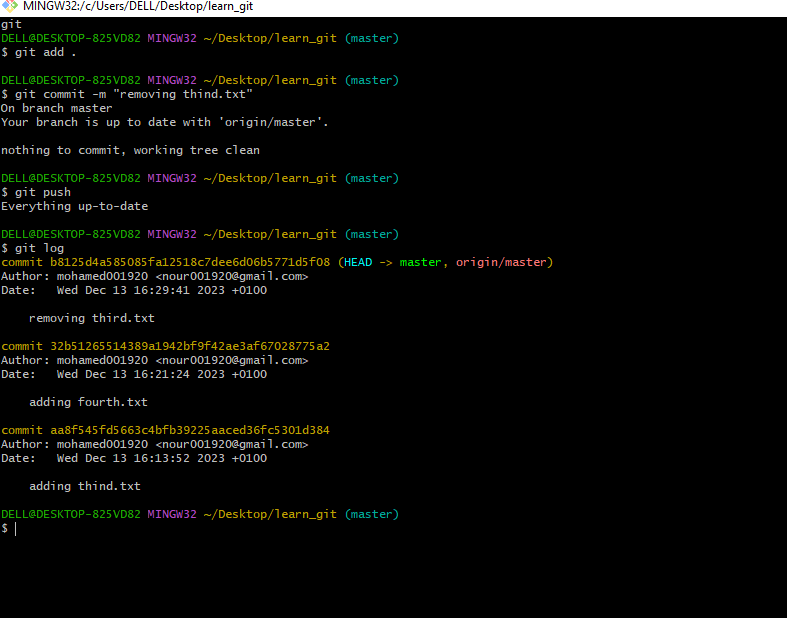 MINGW32:/c/Users/DELL/Desktop/learn_git
git
DELL@DESKTOP-825VD82 MINGW32 ~/Desktop/learn_git (master)
$ git add .
DELL@DESKTOP-825VD82 MINGW32 ~/Desktop/learn_git (master)
$ git commit -m "removing thind.txt"
On branch master
Your branch is up to date with 'origin/master'.
nothing to commit, working tree clean
DELL@DESKTOP-825VD82 MINGW32 ~/Desktop/learn_git (master)
$ git push
Everything up-to-date
DELL@DESKTOP-825VD82 MINGW32 ~/Desktop/learn_git (master)
$ git log
commit b8125d4a585085fa12518c7dee6d06b5771d5f08 (HEAD -> master, origin/master)
Author: mohamed001920 <nour001920@gmail.com>
Date:   Wed Dec 13 16:29:41 2023 +0100
removing third.txt
commit 32b51265514389a1942bf9f42ae3af67028775a2
Author: mohamed001920 <nour001920@gmail.com>
Date:   Wed Dec 13 16:21:24 2023 +0100
adding fourth.txt
commit aa8f545fd5663c4bfb39225aaced36fc5301d384
Author: mohamed001920 <nour001920@gmail.com>
Date:   Wed Dec 13 16:13:52 2023 +0100
adding thind.txt
DELL@DESKTOP-825VD82 MINGW32 ~/Desktop/learn_git (master)
$